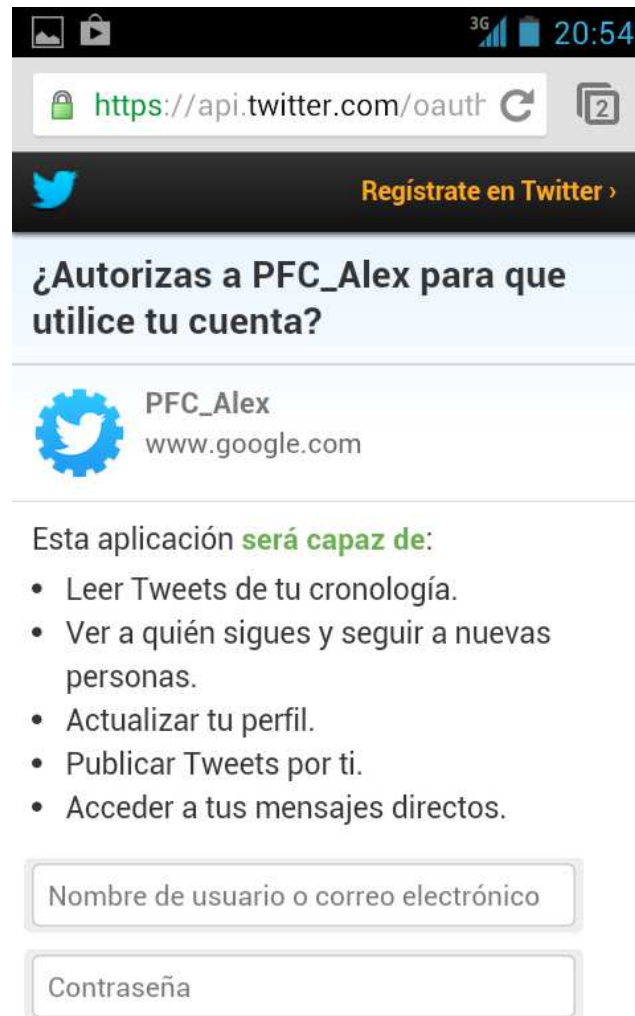 3G 20:54
https://api.twitter.com/oauth 2
Regístrate en Twitter ›
¿Autorizas a PFC_Alex para que
utilice tu cuenta?
PFC_Alex
www.google.com
Esta aplicación será capaz de:
• Leer Tweets de tu cronología.
• Ver a quién sigues y seguir a nuevas
personas.
• Actualizar tu perfil.
• Publicar Tweets por ti.
• Acceder a tus mensajes directos.
Nombre de usuario o correo electrónico
Contraseña